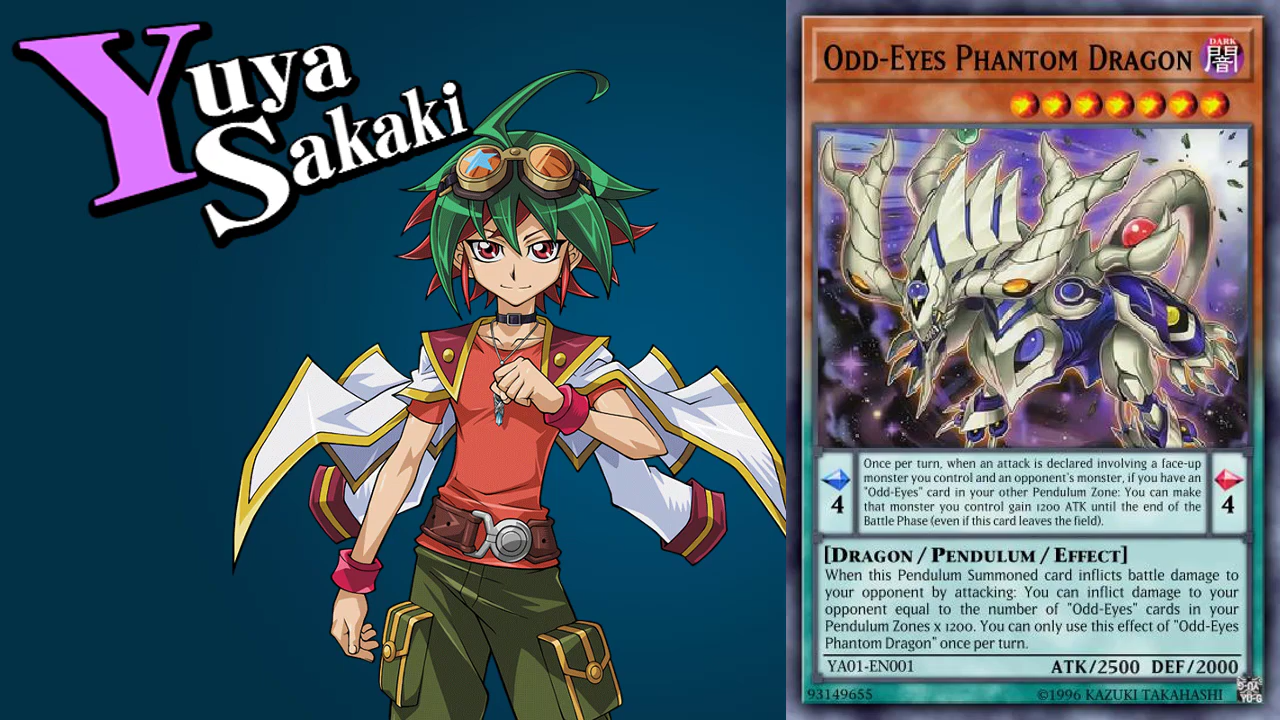 Yuya
Sakaki
Odd-Eyes Phantom Dragon
DARK
闇
Once per turn, when an attack is declared involving a face-up
monster you control and an opponent's monster, if you have an
"Odd-Eyes" card in your other Pendulum Zone: You can make
that monster you control gain 1200 ATK until the end of the
Battle Phase (even if this card leaves the field).
4
4
[Dragon / Pendulum / Effect]
When this Pendulum Summoned card inflicts battle damage to
your opponent by attacking: You can inflict damage to your
opponent equal to the number of "Odd-Eyes" cards in your
Pendulum Zones x 1200. You can only use this effect of "Odd-Eyes
Phantom Dragon" once per turn.
YA01-EN001
ATK/2500 DEF/2000
93149655
©1996 KAZUKI TAKAHASHI